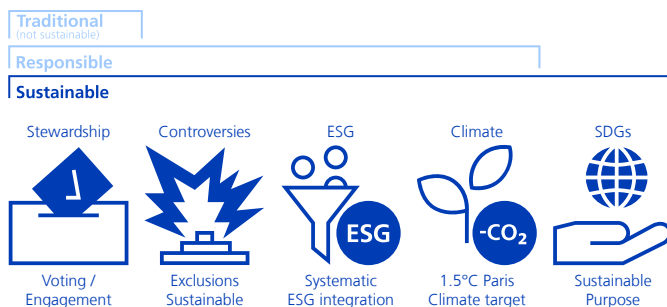 Traditional
(not sustainable)
Responsible
Sustainable
Stewardship
Controversies
ESG
Climate
SDGs
ESG
-CO₂
Voting /
Engagement
Exclusions
Sustainable
Systematic
ESG integration
1.5°C Paris
Climate target
Sustainable
Purpose